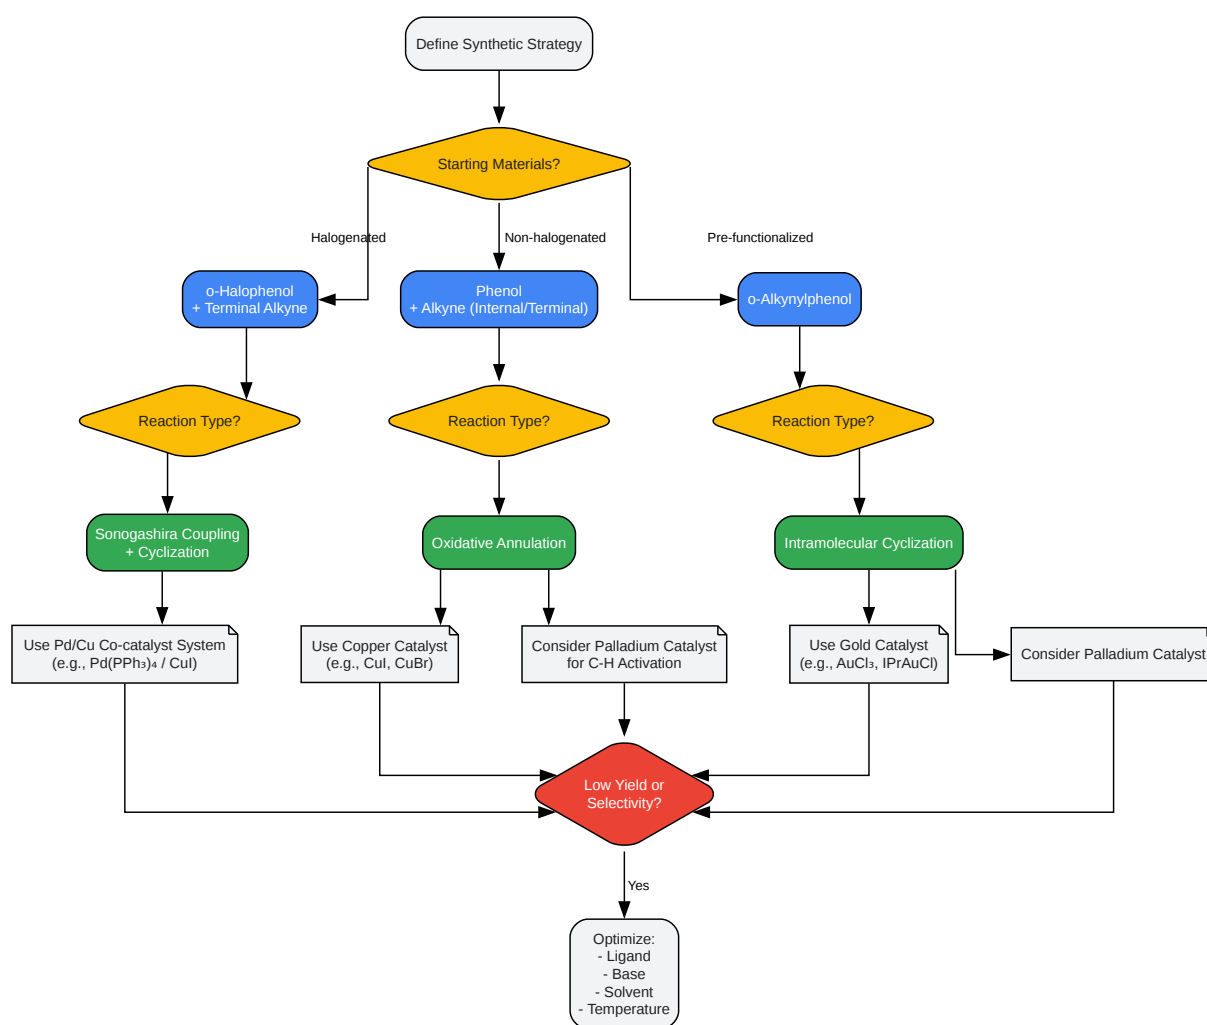 Define Synthetic Strategy
Starting Materials?
Halogenated
Non-halogenated
Pre-functionalized
o-Halophenol
+ Terminal Alkyne
Phenol
+ Alkyne (Internal/Terminal)
o-Alkynylphenol
Reaction Type?
Reaction Type?
Reaction Type?
Sonogashira Coupling
+ Cyclization
Oxidative Annulation
Intramolecular Cyclization
Use Pd/Cu Co-catalyst System
(e.g., Pd(PPh₃)₄ / CuI)
Use Copper Catalyst
(e.g., CuI, CuBr)
Consider Palladium Catalyst
for C-H Activation
Use Gold Catalyst
(e.g., AuCl₃, IPrAuCl)
Consider Palladium Catalyst
Low Yield or
Selectivity?
Yes
Optimize:
- Ligand
- Base
- Solvent
- Temperature